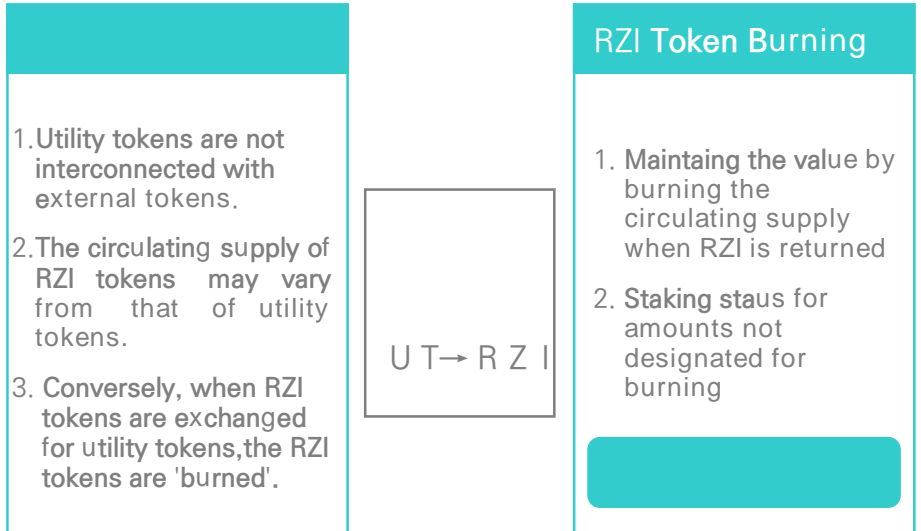 1.Utility tokens are not
interconnected with
external tokens.
2.The circulating supply of
RZI tokens may vary
from that of utility
tokens.
3. Conversely, when RZI
tokens are exchanged
for utility tokens,the RZI
tokens are 'burned'.
U T→ R Z I
RZI Token Burning
1. Maintaing the value by
burning the
circulating supply
when RZI is returned
2. Staking staus for
amounts not
designated for
burning